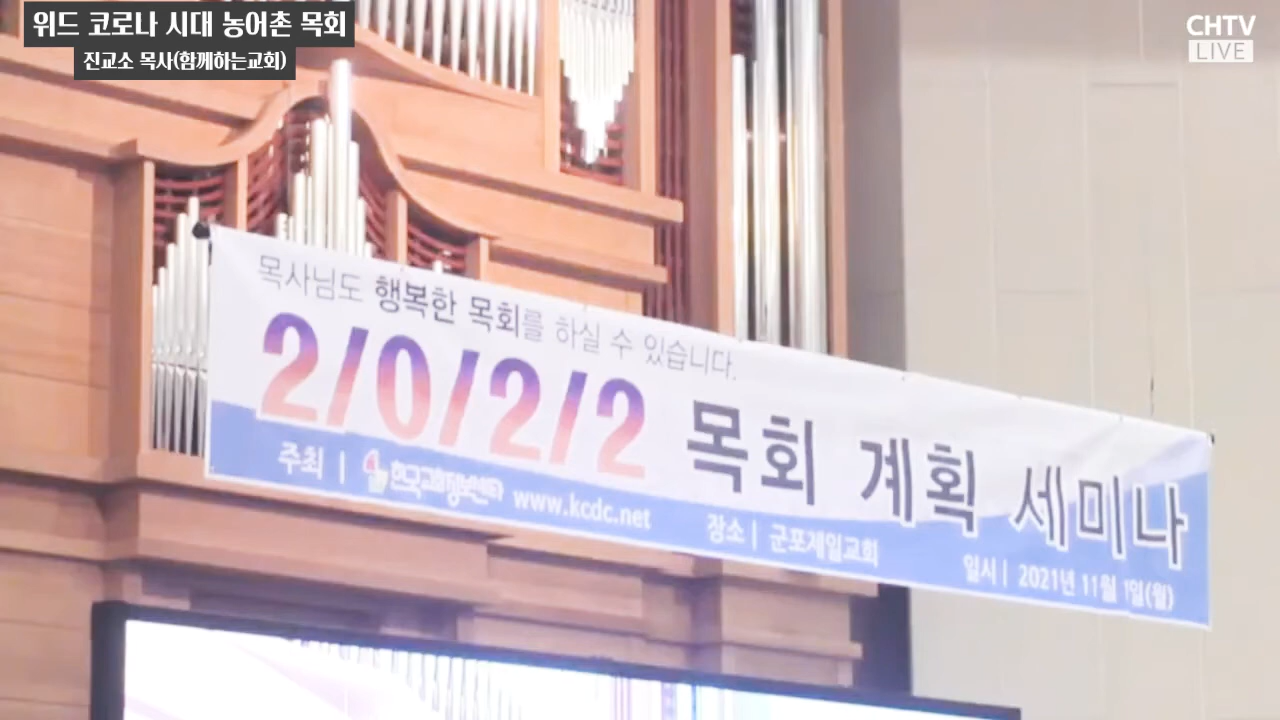 위드 코로나 시대 농어촌 목회
진교소 목사(함께하는교회)
CHTV
LIVE
목사님도 행복한 목회를 하실 수 있습니다.
2/0/2/2 목회 계획 세미나
주최 | 한국교회정보센타 www.kcdc.net 장소 | 군포제일교회 일시 | 2021년 11월 1일(월)